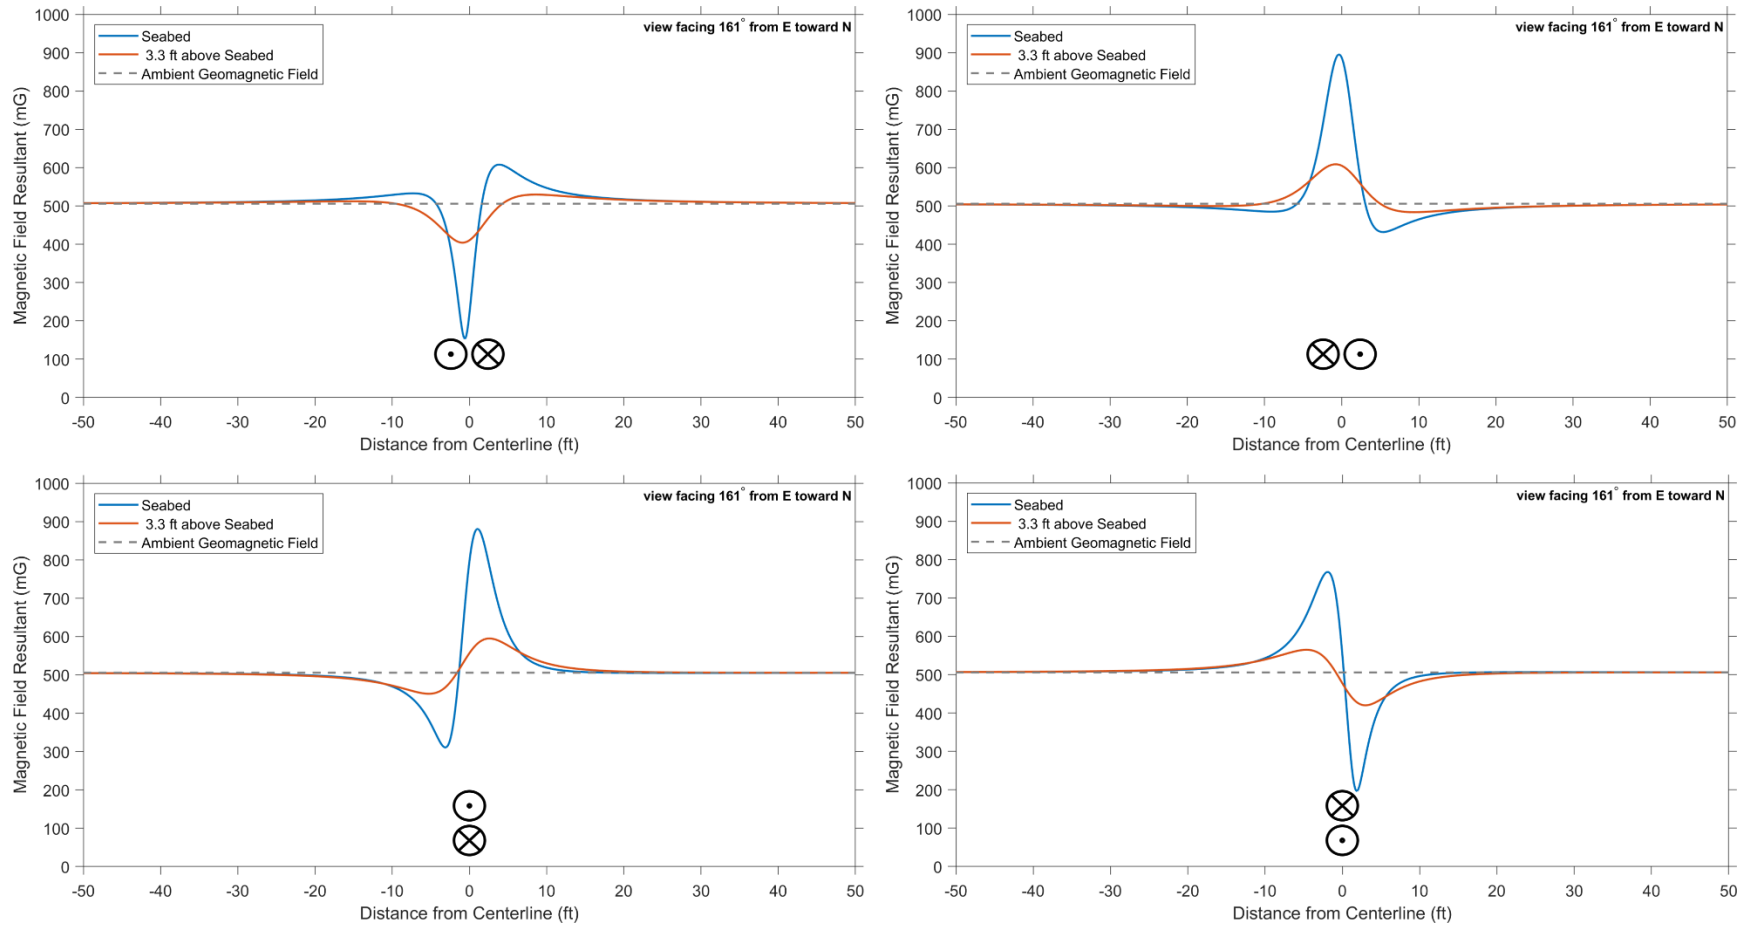 view facing 161° from E toward N
Seabed
3.3 ft above Seabed
Ambient Geomagnetic Field
Magnetic Field Resultant (mG)
1000
900
800
700
600
500
400
300
200
100
0
-50 -40 -30 -20 -10 0 10 20 30 40 50
Distance from Centerline (ft)
view facing 161° from E toward N
Seabed
3.3 ft above Seabed
Ambient Geomagnetic Field
Magnetic Field Resultant (mG)
1000
900
800
700
600
500
400
300
200
100
0
-50 -40 -30 -20 -10 0 10 20 30 40 50
Distance from Centerline (ft)
view facing 161° from E toward N
Seabed
3.3 ft above Seabed
Ambient Geomagnetic Field
Magnetic Field Resultant (mG)
1000
900
800
700
600
500
400
300
200
100
0
-50 -40 -30 -20 -10 0 10 20 30 40 50
Distance from Centerline (ft)
view facing 161° from E toward N
Seabed
3.3 ft above Seabed
Ambient Geomagnetic Field
Magnetic Field Resultant (mG)
1000
900
800
700
600
500
400
300
200
100
0
-50 -40 -30 -20 -10 0 10 20 30 40 50
Distance from Centerline (ft)